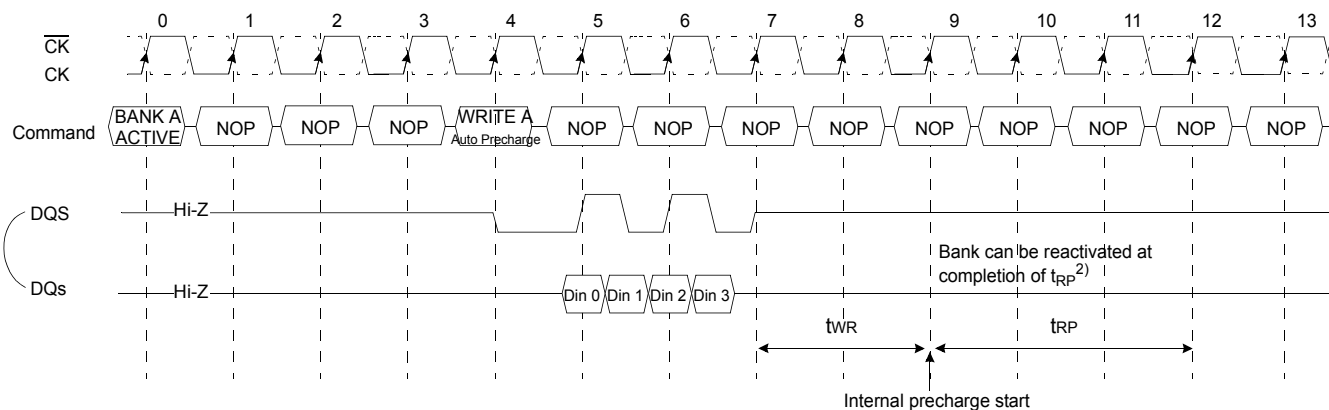 0 1 2 3 4 5 6 7 8 9 10 11 12 13
CK
CK
Command
BANK A
ACTIVE
NOP NOP NOP
WRITE A
Auto Precharge
NOP NOP NOP NOP NOP NOP NOP NOP NOP
DQS
Hi-Z
DQs
Hi-Z
Din 0 Din 1 Din 2 Din 3
Bank can be reactivated at
completion of tRP2)
tWR
tRP
Internal precharge start